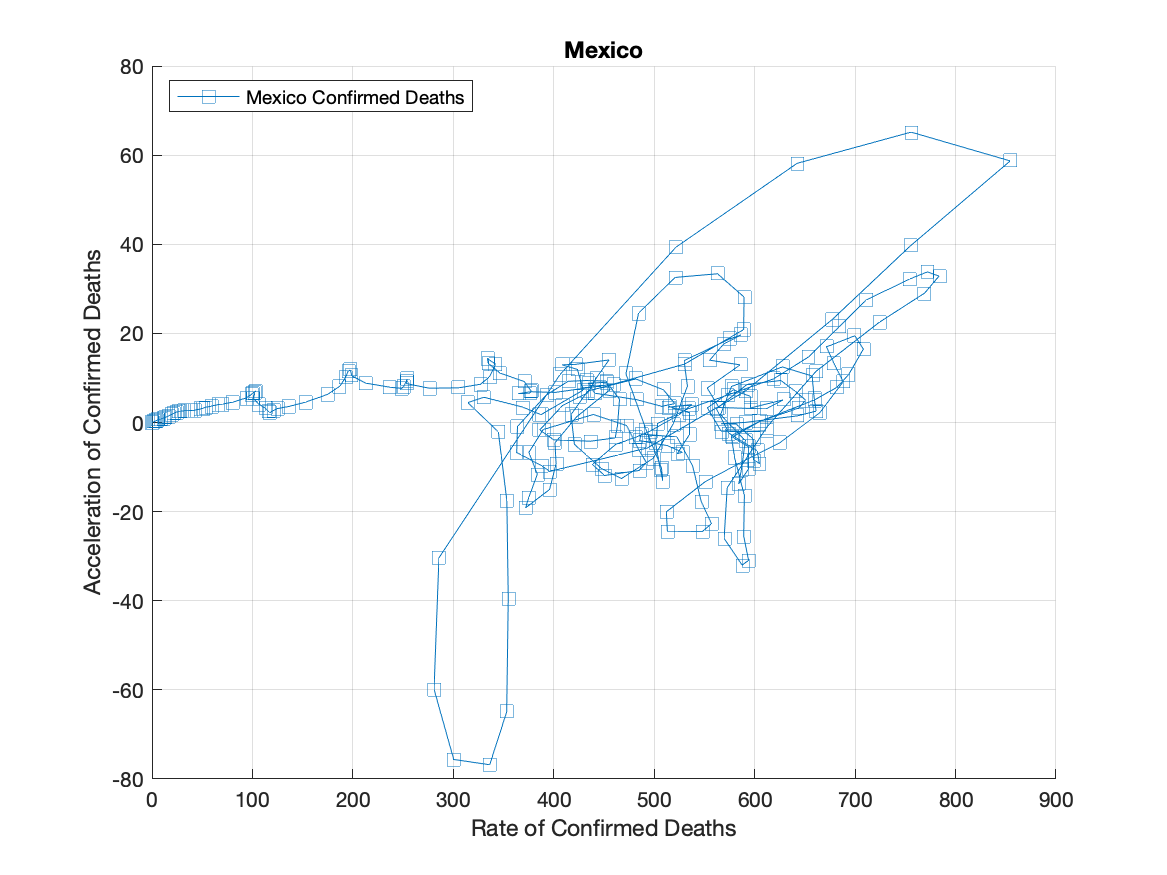 Mexico
Mexico Confirmed Deaths
80
60
40
20
0
-20
-40
-60
-80
Acceleration of Confirmed Deaths
0 100 200 300 400 500 600 700 800 900
Rate of Confirmed Deaths